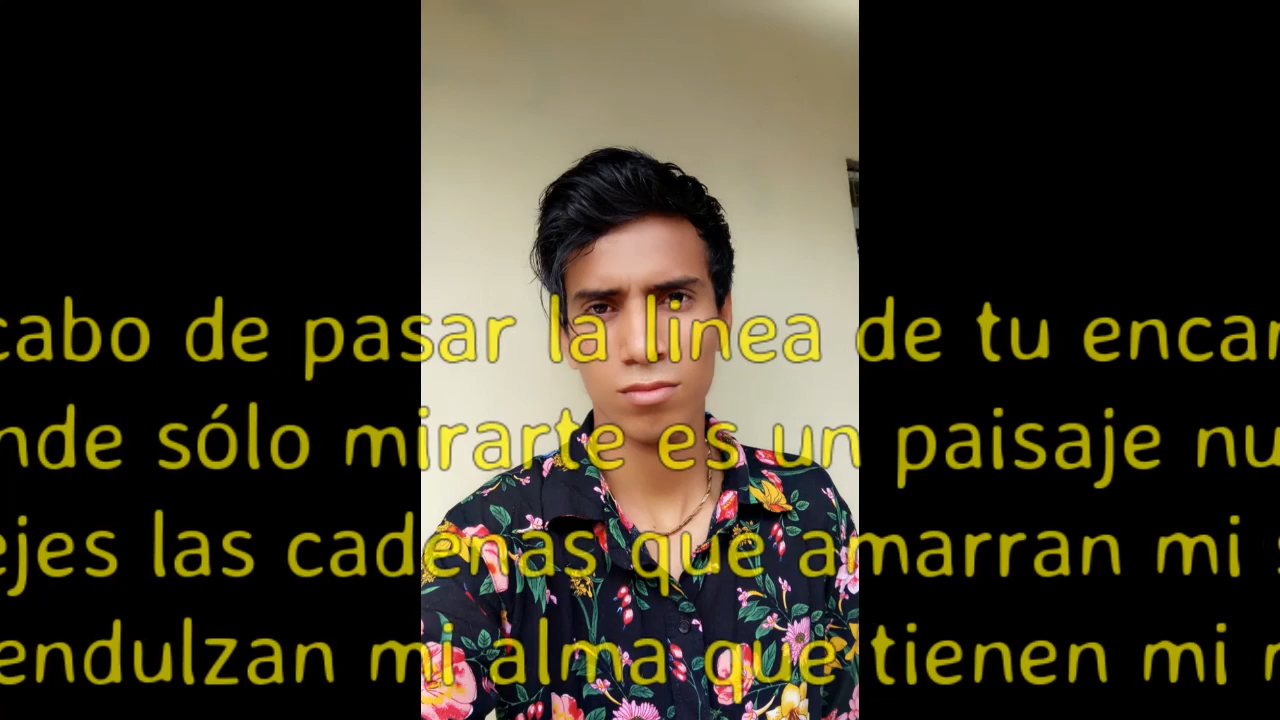 cabo de pasar la linea de tu encan
nde sólo mirarte es un paisaje nu
ejes las cadenas que amarran mi s
endulzan mi alma que tienen mi r